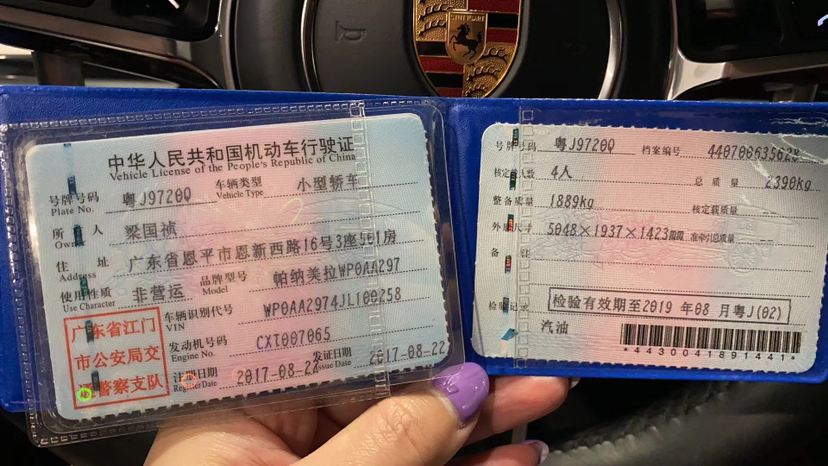 中华人民共和国机动车行驶证
Vehicle License of the People's Republic of China
号牌号码 粤J9720Q 车辆类型 小型轿车
Plate No. Vehicle Type
所有人 梁国祯
Owner
住址 广东省恩平市恩新西路16号3座501房
Address
使用性质 非营运 品牌型号 帕纳美拉WP0AA297
Use Character Model
广东省江门
市公安局交
警察支队
车辆识别代号 WP0AA2974JL100258
VIN
发动机号码 CXT007065
Engine No.
注册日期 2017-08-22 发证日期 2017-08-22
Register Date Issue Date
号牌号码 粤J9720Q 档案编号 440706635628
核定载人数 4人 总质量 2390kg
整备质量 1889kg 核定载质量 --
外廓尺寸 5048×1937×1423mm 准牵引总质量 --
备注
检验记录 检验有效期至2019年08月粤J(02)
汽油
*4430041891441*